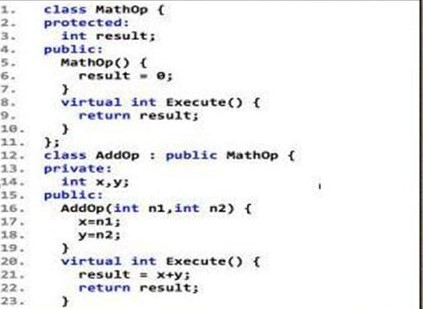 1. class MathOp {
2. protected:
3. int result;
4. public:
5. MathOp() {
6. result = 0;
7. }
8. virtual int Execute() {
9. return result;
10. }
11. };
12. class AddOp : public MathOp {
13. private:
14. int x,y;
15. public:
16. AddOp(int n1,int n2) {
17. x=n1;
18. y=n2;
19. }
20. virtual int Execute() {
21. result = x+y;
22. return result;
23. }